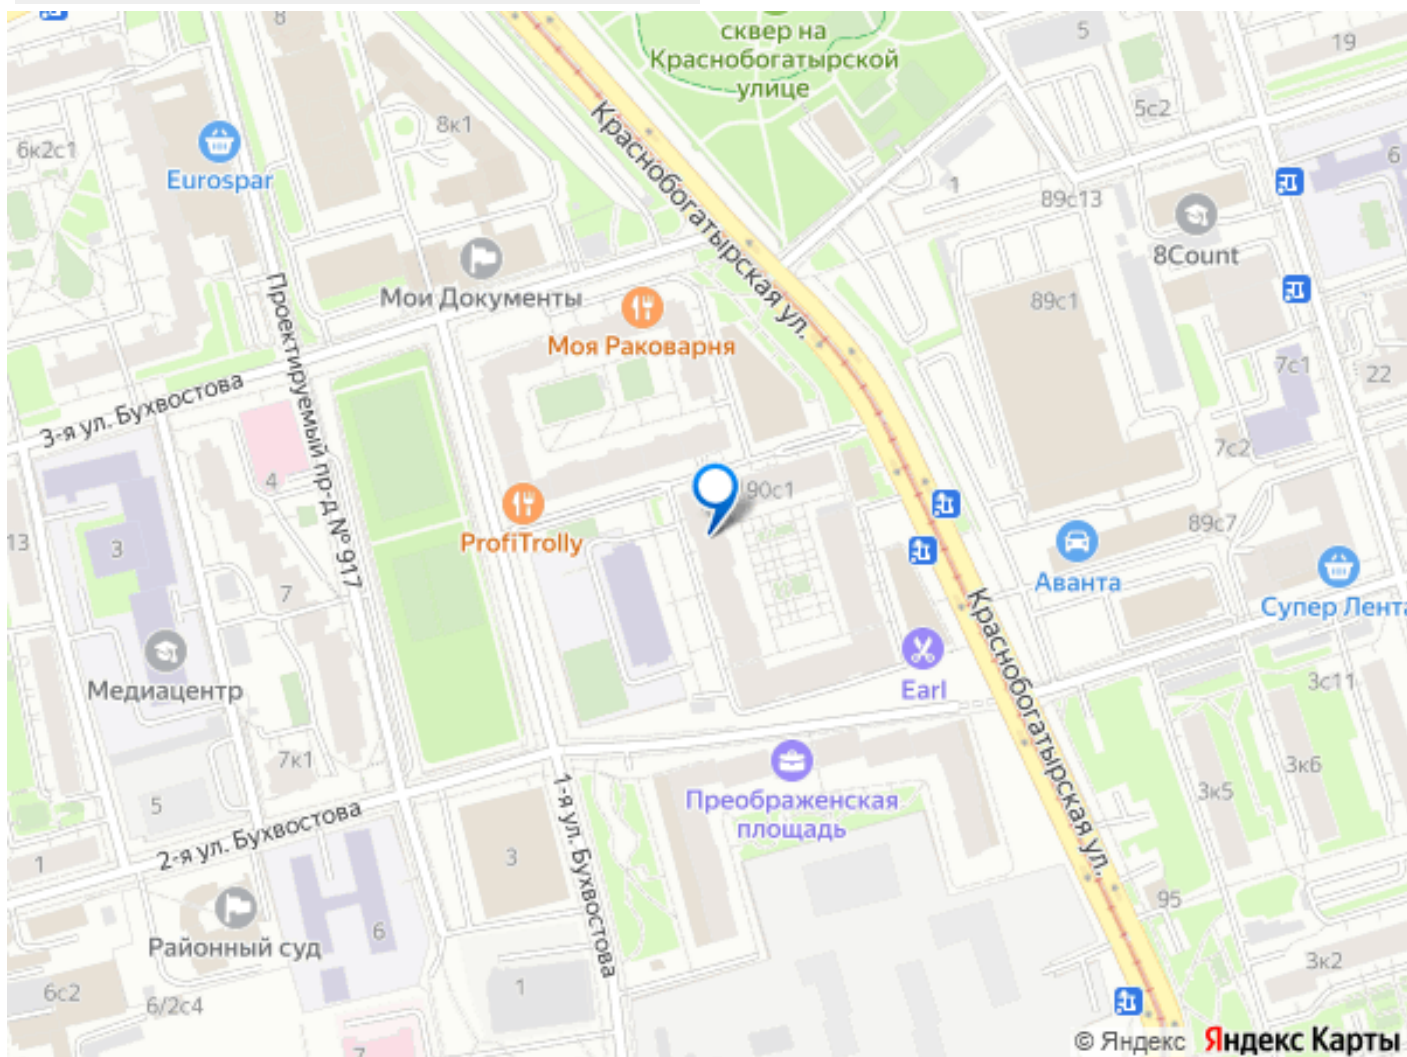 8
сквер на
Краснобогатырской
улице
5
19
5с2
8к1
6к2с1
Eurospar
Краснобогатырская ул.
1
89с13
6
8Count
Мои Документы
Проектируемый пр-д № 917
Моя Раковарня
89с1
7с1
22
3-я ул. Бухвостова
7с2
4
90с1
ProfiTrolly
89с7
13
3
Аванта
7
Супер Лента
Медиацентр
Earl
Краснобогатырская ул.
3с11
7к1
3к6
5
Преображенская
площадь
3к5
2-я ул. Бухвостова
1-я ул. Бухвостова
1
3
95
Районный суд
6
3к2
6с2
6/2с4
1
7
© Яндекс Яндекс Карты